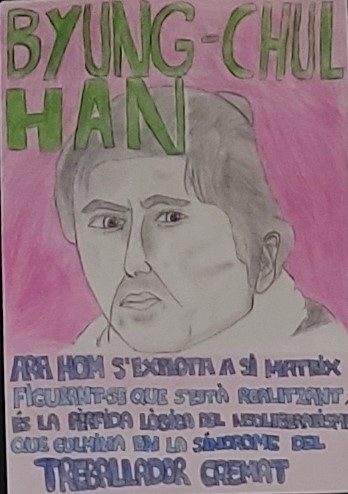 BYUNG-CHUL
HAN
ARA HOM S'EXPLOTA A SÍ MATEIX
FIGURANT-SE QUE S'ESTÀ REALITZANT,
ÉS LA PÈRFIDA LÒGICA DEL NEOLIBERALISME
QUE CULMINA EN LA SÍNDROME DEL
TREBALLADOR CREMAT